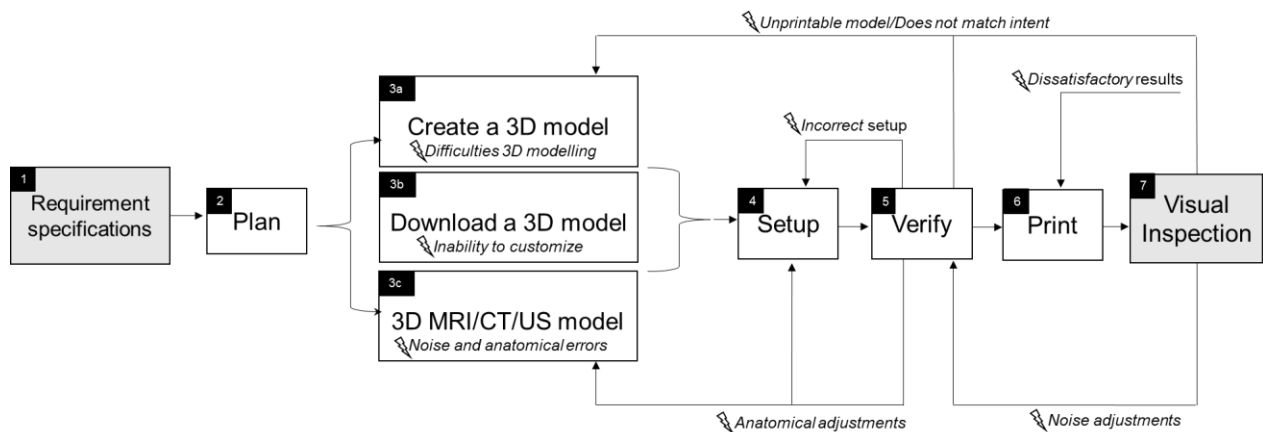 Unprintable model/Does not match intent
3a
Create a 3D model
Difficulties 3D modelling
Dissatisfactory results
Incorrect setup
1
Requirement
specifications
2
Plan
3b
Download a 3D model
Inability to customize
4
Setup
5
Verify
6
Print
7
Visual
Inspection
3c
3D MRI/CT/US model
Noise and anatomical errors
Anatomical adjustments
Noise adjustments